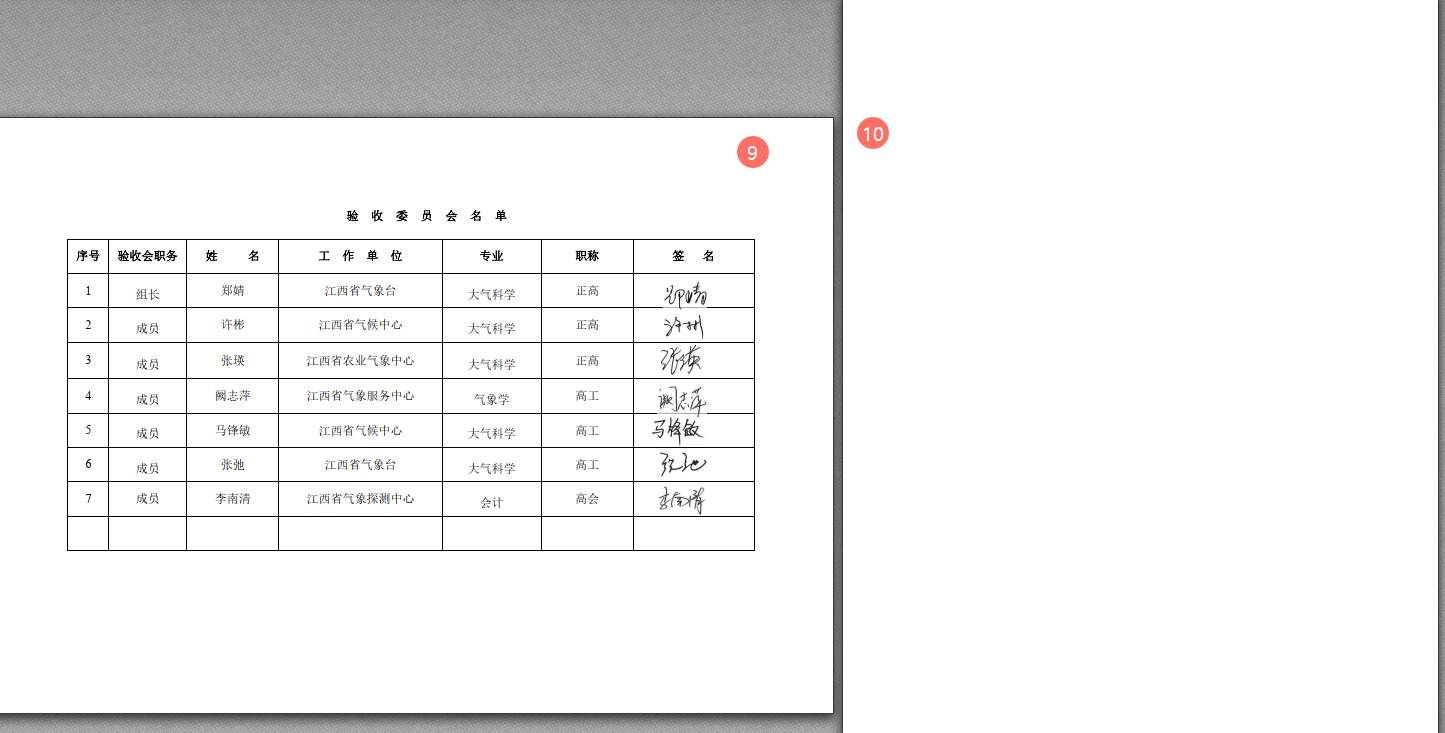 9
10
验 收 委 员 会 名 单
序号 验收会职务 姓 名 工 作 单 位 专业 职称 签 名
1 组长 郑婧 江西省气象台 大气科学 正高 郑婧
2 成员 许彬 江西省气候中心 大气科学 正高 许彬
3 成员 张瑛 江西省农业气象中心 大气科学 正高 张瑛
4 成员 阙志萍 江西省气象服务中心 气象学 高工 阙志萍
5 成员 马锋敏 江西省气候中心 大气科学 高工 马锋敏
6 成员 张弛 江西省气象台 大气科学 高工 张弛
7 成员 李南清 江西省气象探测中心 会计 高会 李南清